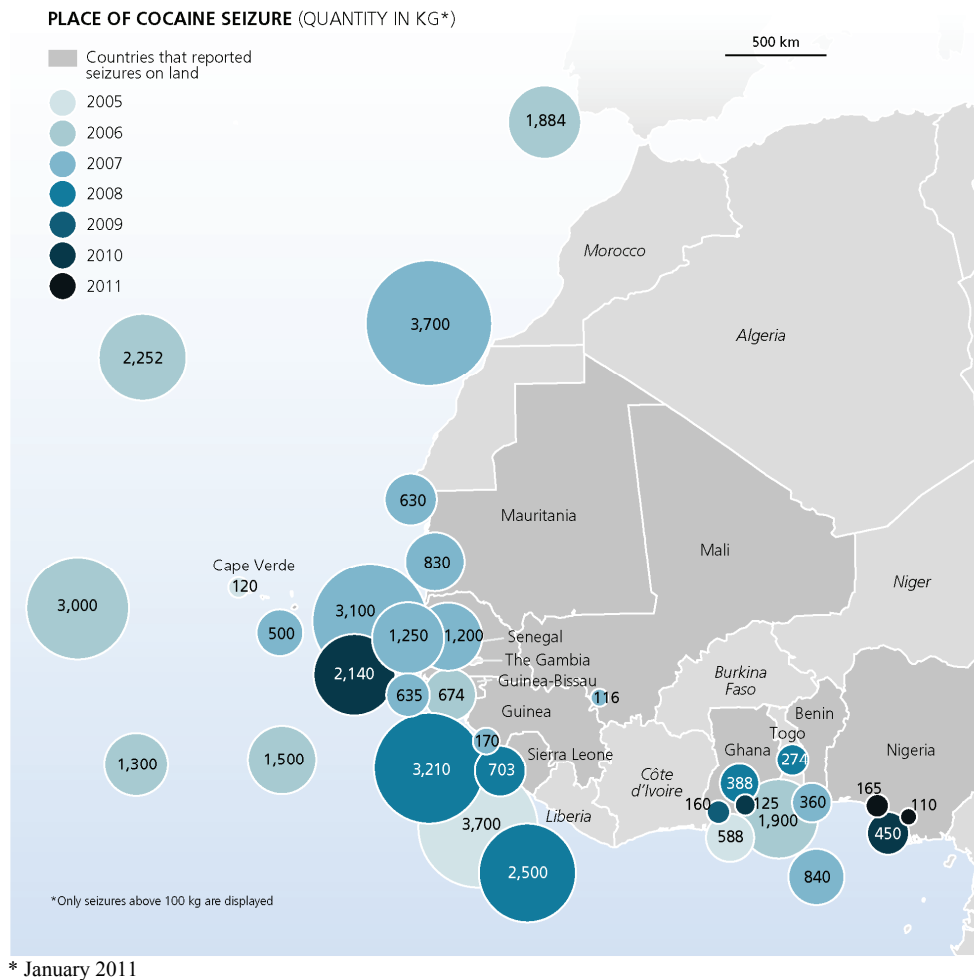 PLACE OF COCAINE SEIZURE (QUANTITY IN KG*)
500 km
Countries that reported
seizures on land
2005
2006
2007
2008
2009
2010
2011
1,884
Morocco
3,700
Algeria
2,252
630
Mauritania
830
Mali
Cape Verde
120
Niger
3,000
3,100
500
1,250
1,200
Senegal
The Gambia
2,140
Guinea-Bissau
635
674
116
Burkina
Faso
Guinea
Benin
170
Togo
1,300
1,500
3,210
703
Sierra Leone
Ghana
274
Nigeria
Côte
d’Ivoire
388
165
160
125
360
110
Liberia
3,700
588
1,900
450
2,500
840
*Only seizures above 100 kg are displayed
* January 2011